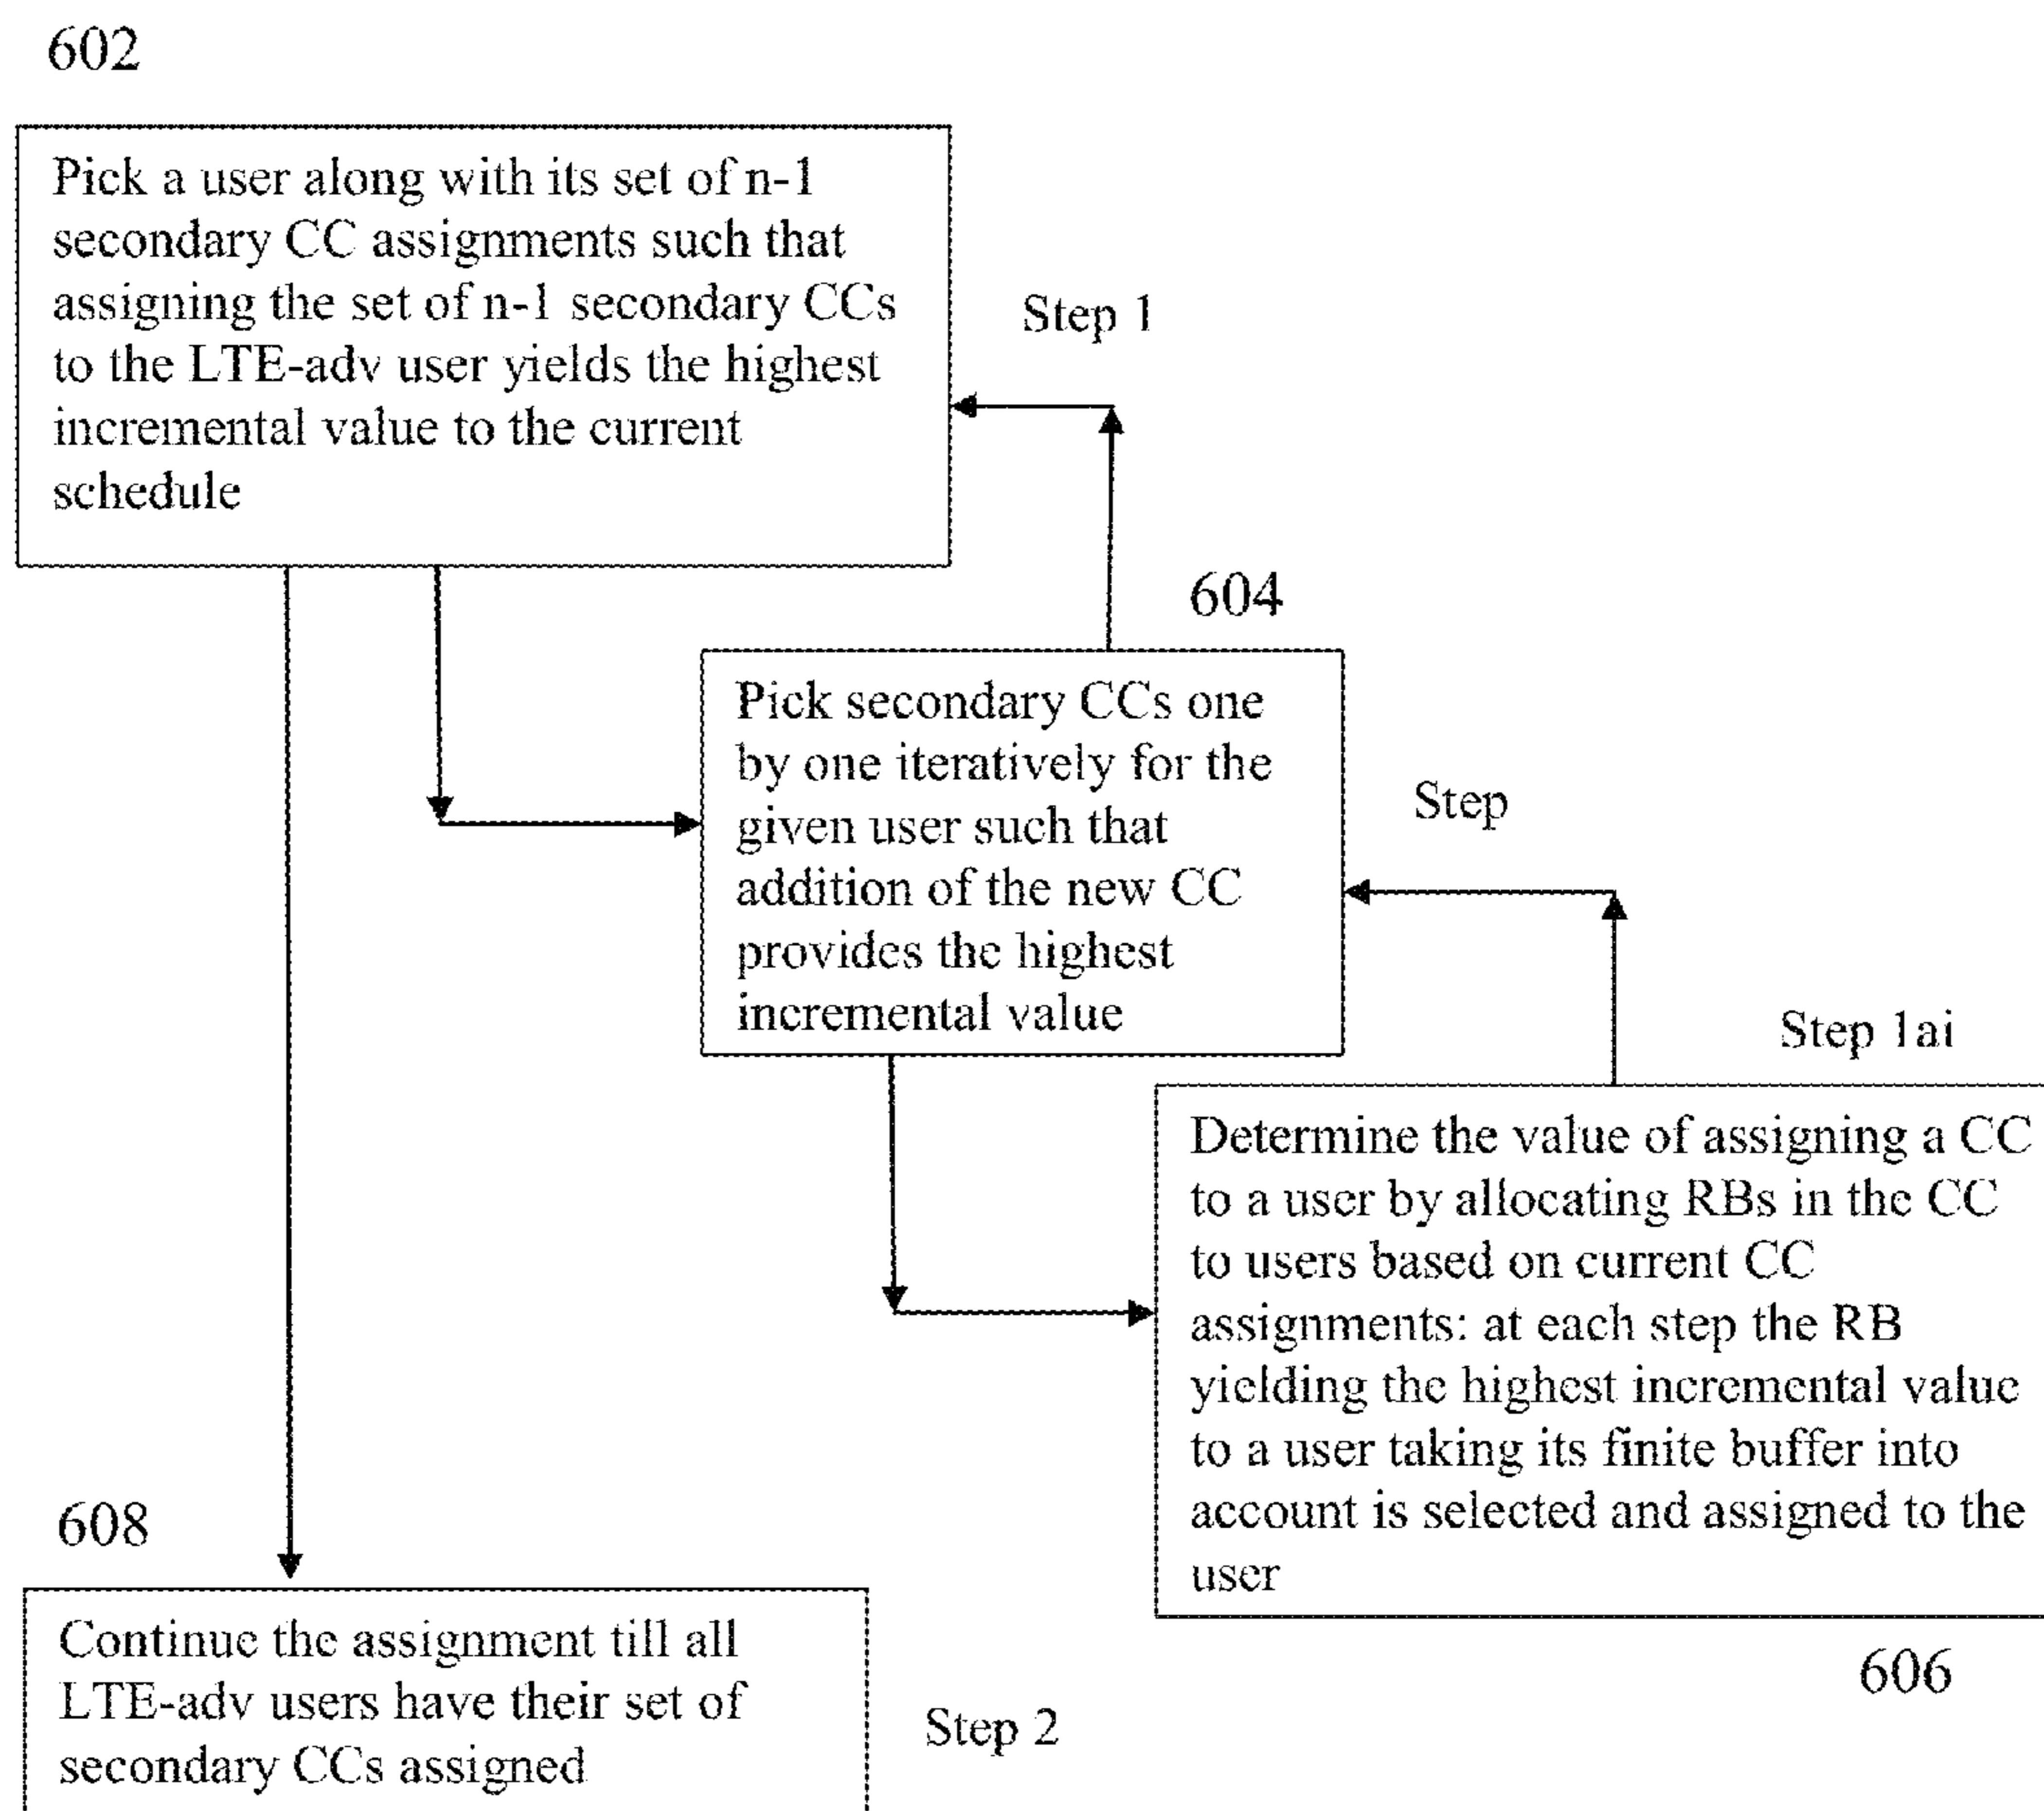 602
Pick a user along with its set of n-1
secondary CC assignments such that
assigning the set of n-1 secondary CCs
to the LTE-adv user yields the highest
incremental value to the current
schedule
Step 1
604
Pick secondary CCs one
by one iteratively for the
given user such that
addition of the new CC
provides the highest
incremental value
Step
Step 1ai
Determine the value of assigning a CC
to a user by allocating RBs in the CC
to users based on current CC
assignments: at each step the RB
yielding the highest incremental value
to a user taking its finite buffer into
account is selected and assigned to the
user
606
608
Continue the assignment till all
LTE-adv users have their set of
secondary CCs assigned
Step 2